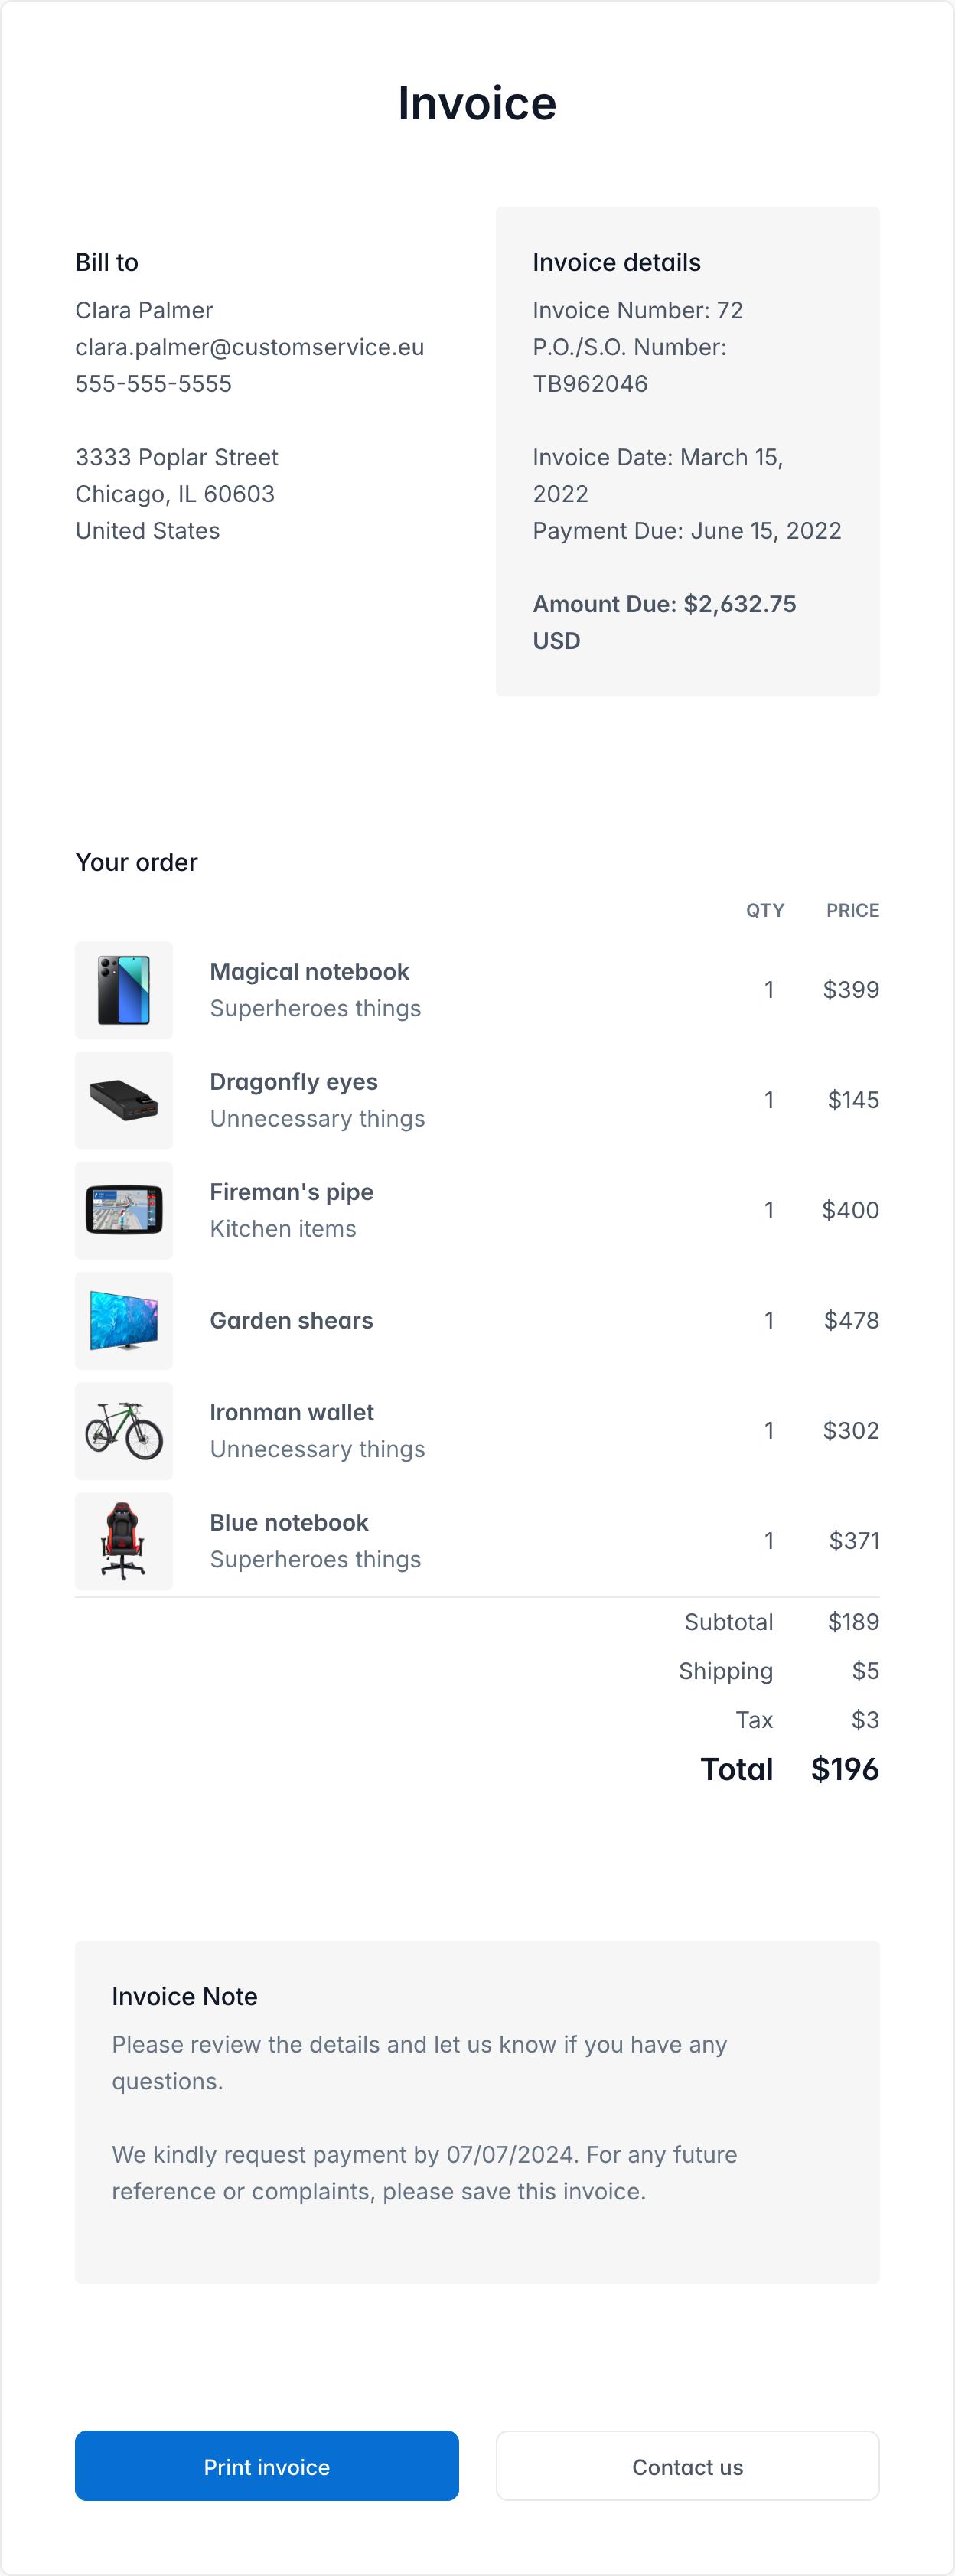 Invoice
Bill to
Clara Palmer
clara.palmer@customservice.eu
555-555-5555
3333 Poplar Street
Chicago, IL 60603
United States
Invoice details
Invoice Number: 72
P.O./S.O. Number:
TB962046
Invoice Date: March 15,
2022
Payment Due: June 15, 2022
Amount Due: $2,632.75
USD
Your order
QTY PRICE
Magical notebook
Superheroes things
1 $399
Dragonfly eyes
Unnecessary things
1 $145
Fireman's pipe
Kitchen items
1 $400
Garden shears 1 $478
Ironman wallet
Unnecessary things
1 $302
Blue notebook
Superheroes things
1 $371
Subtotal $189
Shipping $5
Tax $3
Total $196
Invoice Note
Please review the details and let us know if you have any
questions.
We kindly request payment by 07/07/2024. For any future
reference or complaints, please save this invoice.
Print invoice
Contact us